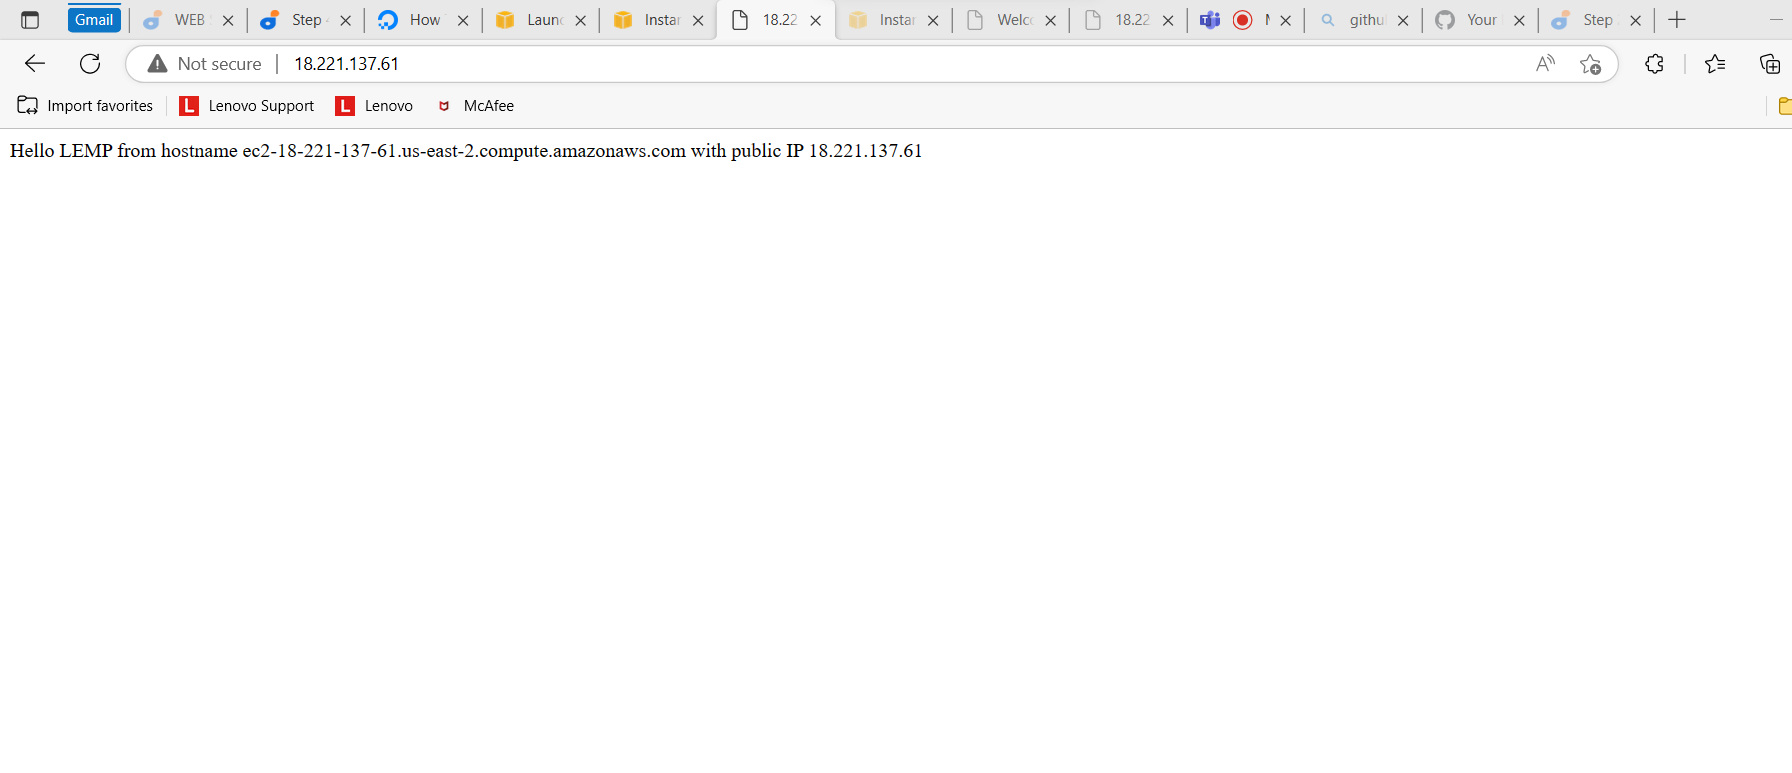 Gmail WEB Step How Laun Instar 18.22 Instar Welco 18.22 githu Your Step
Not secure 18.221.137.61
Import favorites L Lenovo Support L Lenovo McAfee
Hello LEMP from hostname ec2-18-221-137-61.us-east-2.compute.amazonaws.com with public IP 18.221.137.61